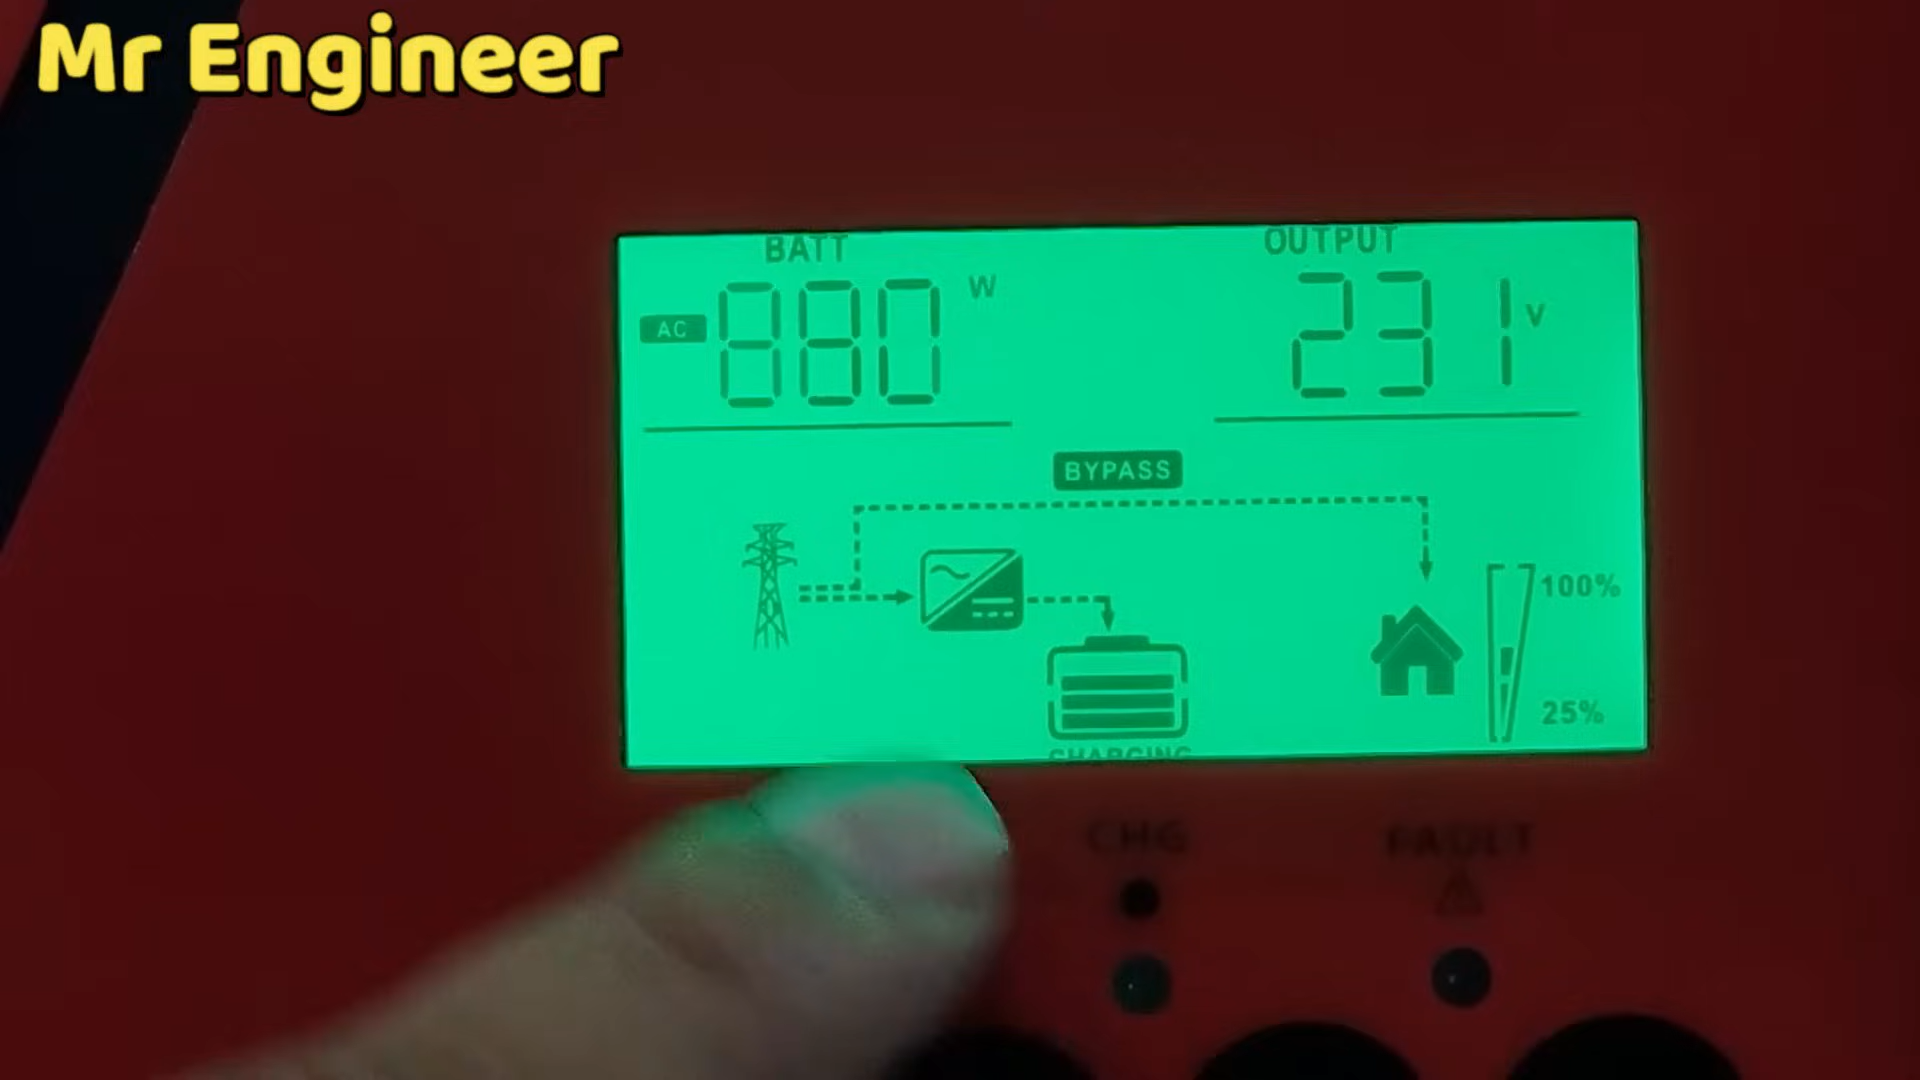 Mr Engineer
BATT
OUTPUT
AC 880 W
231 V
BYPASS
100%
25%
CHARGING
CHG
FAULT